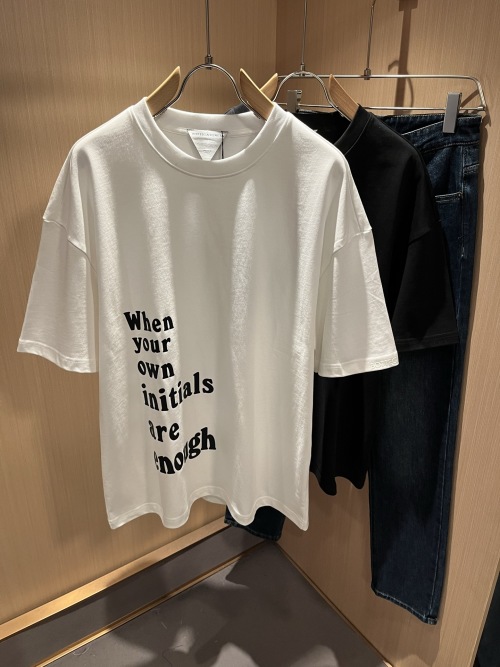 When
your
own
initials
are
enough